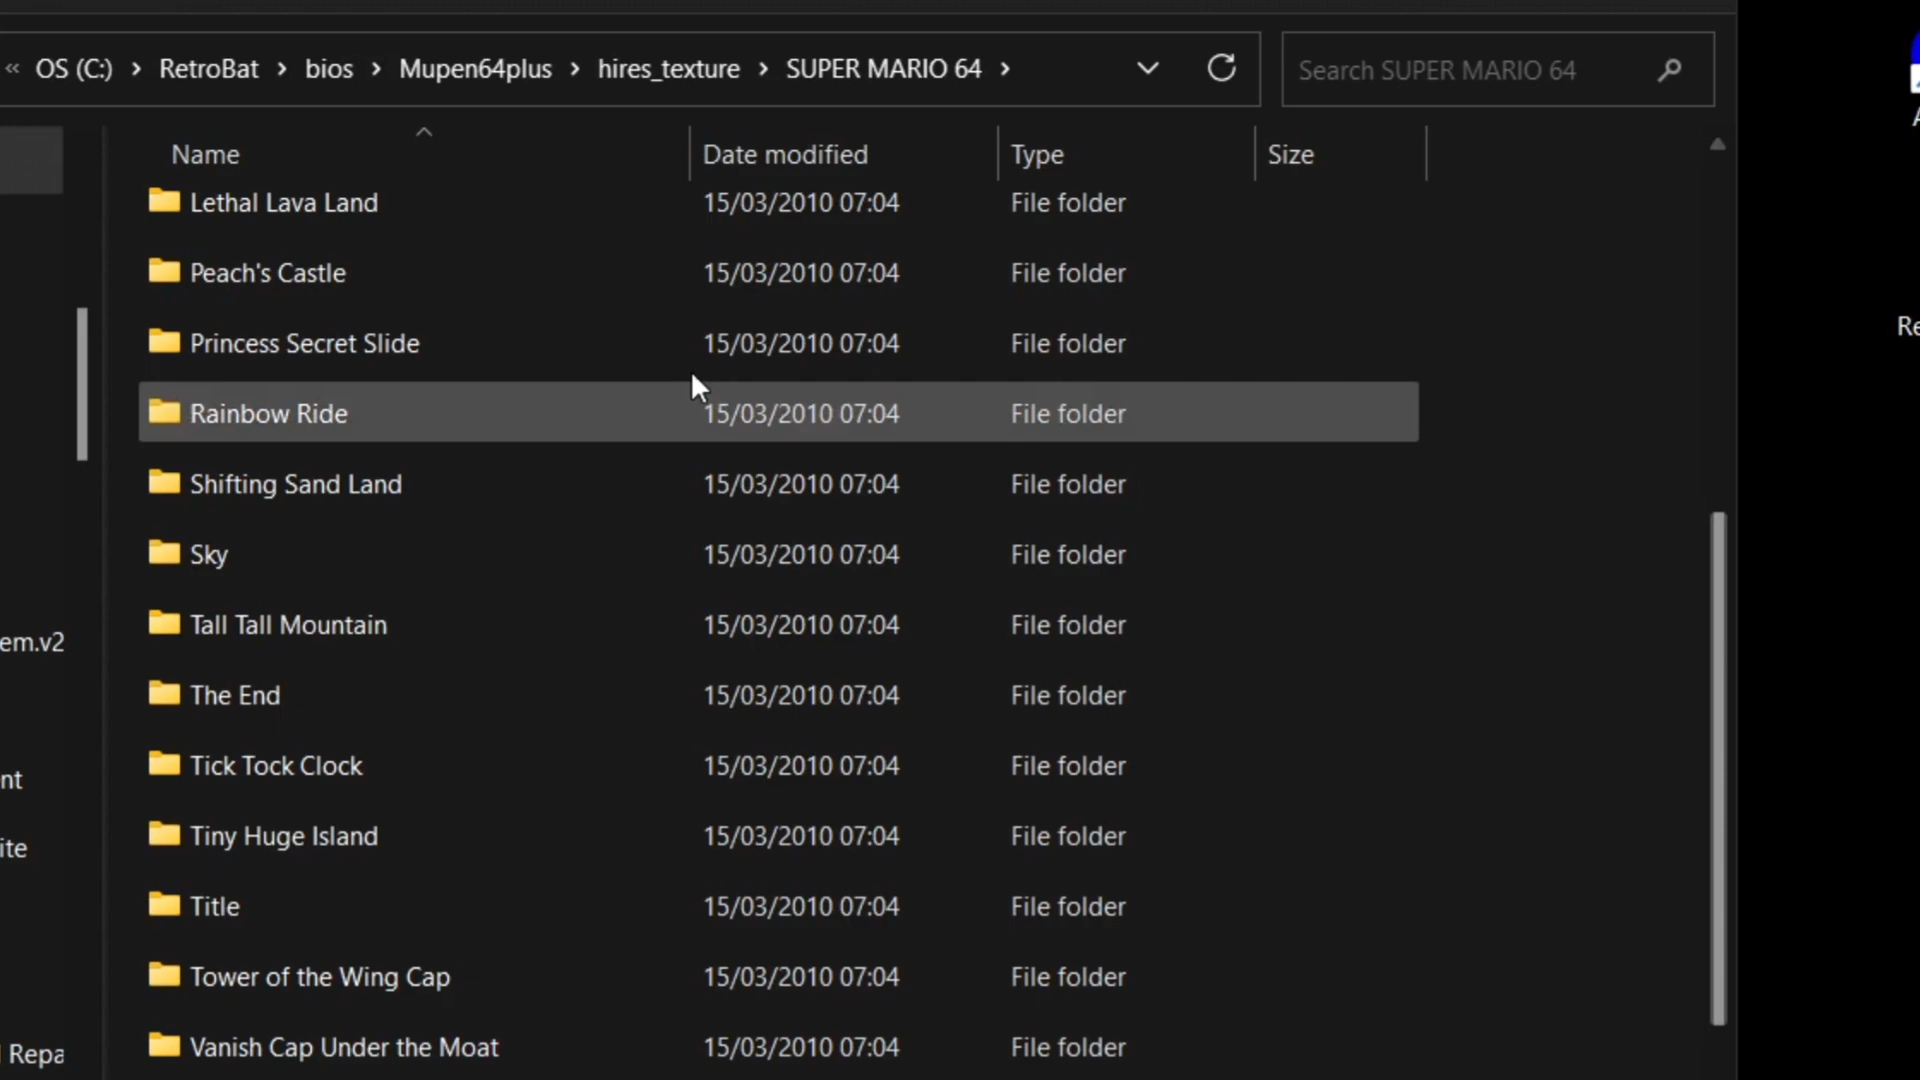 « OS (C:) > RetroBat > bios > Mupen64plus > hires_texture > SUPER MARIO 64 > Search SUPER MARIO 64
Name Date modified Type Size
Lethal Lava Land 15/03/2010 07:04 File folder
Peach's Castle 15/03/2010 07:04 File folder
Princess Secret Slide 15/03/2010 07:04 File folder
Re
Rainbow Ride 15/03/2010 07:04 File folder
Shifting Sand Land 15/03/2010 07:04 File folder
Sky 15/03/2010 07:04 File folder
em.v2
Tall Tall Mountain 15/03/2010 07:04 File folder
The End 15/03/2010 07:04 File folder
nt
Tick Tock Clock 15/03/2010 07:04 File folder
ite
Tiny Huge Island 15/03/2010 07:04 File folder
Title 15/03/2010 07:04 File folder
Tower of the Wing Cap 15/03/2010 07:04 File folder
Repa
Vanish Cap Under the Moat 15/03/2010 07:04 File folder